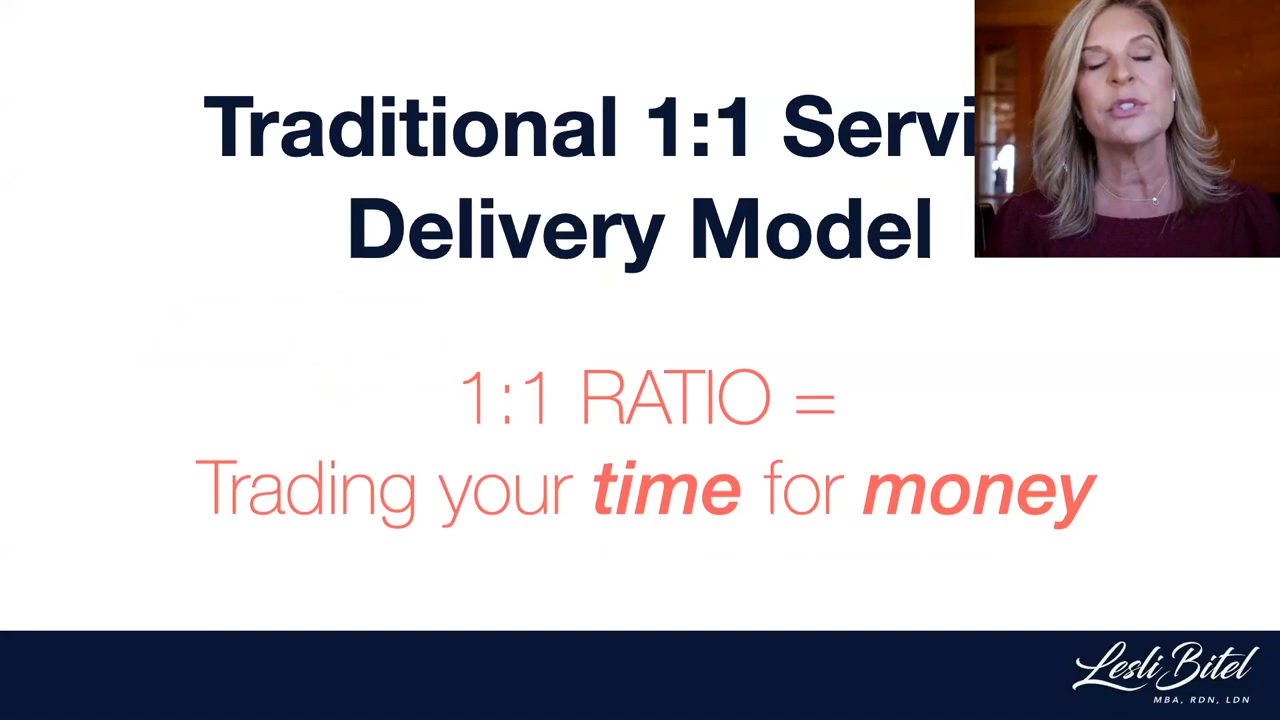 Traditional 1:1 Servi
Delivery Model
1:1 RATIO =
Trading your time for money
Lesli Bitel
MBA, RDN, LDN